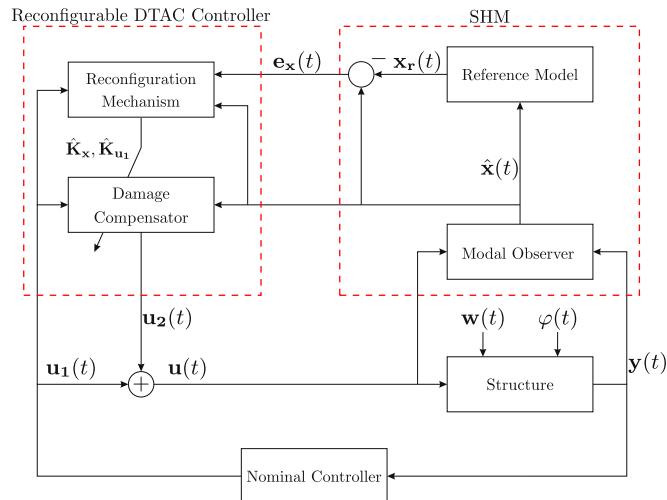 Reconfigurable DTAC Controller
SHM
Reconfiguration
Mechanism
e_x(t)
− x_r(t)
Reference Model
K̂_x, K̂_{u_1}
x̂(t)
Damage
Compensator
Modal Observer
u_2(t)
w(t)
φ(t)
u_1(t)
+
u(t)
Structure
y(t)
Nominal Controller